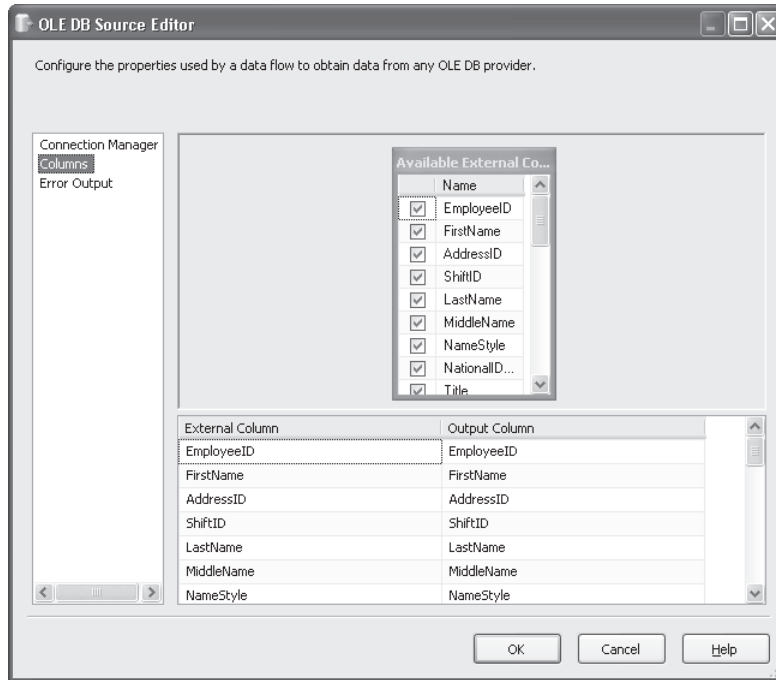 OLE DB Source Editor
Configure the properties used by a data flow to obtain data from any OLE DB provider.
Connection Manager
Columns
Error Output
Available External Co...
Name
EmployeeID
FirstName
AddressID
ShiftID
LastName
MiddleName
NameStyle
NationalID...
Title
External Column Output Column
EmployeeID EmployeeID
FirstName FirstName
AddressID AddressID
ShiftID ShiftID
LastName LastName
MiddleName MiddleName
NameStyle NameStyle
OK Cancel Help